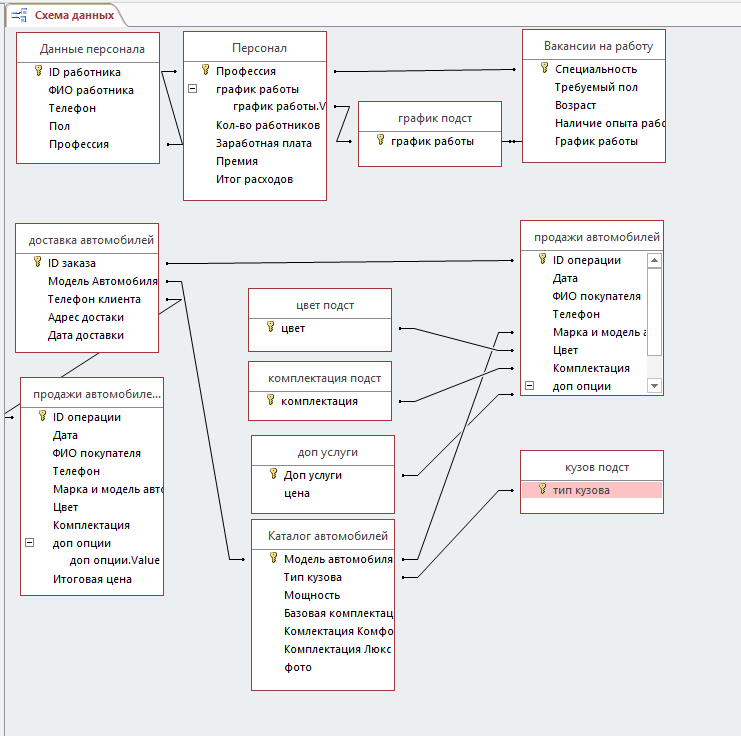 Схема данных
Данные персонала
ID работника
ФИО работника
Телефон
Пол
Профессия
Персонал
Профессия
график работы
график работы.V
Кол-во работников
Заработная плата
Премия
Итог расходов
график подст
график работы
Вакансии на работу
Специальность
Требуемый пол
Возраст
Наличие опыта рабо
График работы
доставка автомобилей
ID заказа
Модель Автомобиля
Телефон клиента
Адрес достаки
Дата доставки
продажи автомобилей
ID операции
Дата
ФИО покупателя
Телефон
Марка и модель а
Цвет
Комплектация
доп опции
цвет подст
цвет
комплектация подст
комплектация
продажи автомобиле...
ID операции
Дата
ФИО покупателя
Телефон
Марка и модель авто
Цвет
Комплектация
доп опции
доп опции.Value
Итоговая цена
доп услуги
Доп услуги
цена
кузов подст
тип кузова
Каталог автомобилей
Модель автомобиля
Тип кузова
Мощность
Базовая комплектац
Комлектация Комфо
Комплектация Люкс
фото